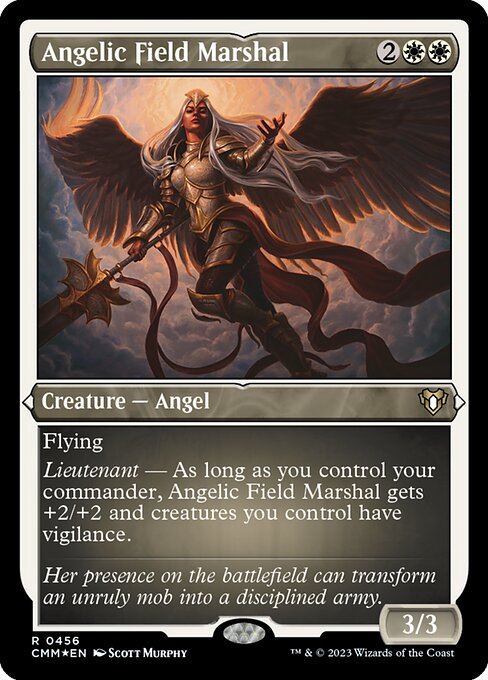 Angelic Field Marshal 2
Creature — Angel
Flying
Lieutenant — As long as you control your
commander, Angelic Field Marshal gets
+2/+2 and creatures you control have
vigilance.
Her presence on the battlefield can transform
an unruly mob into a disciplined army.
3/3
R 0456
CMM★EN Scott Murphy
™ & © 2023 Wizards of the Coast